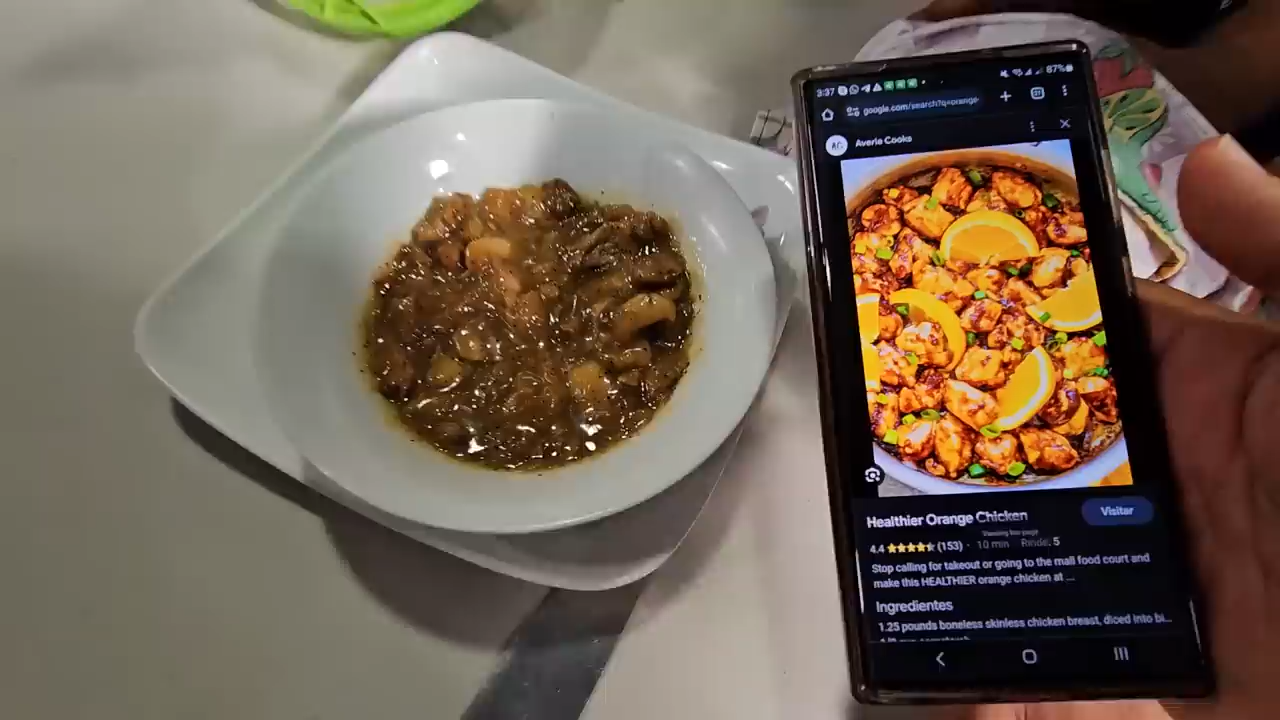 3:37
87%
google.com/search?q=orange-
AC Averie Cooks
Healthier Orange Chicken
Visitar
4.4 ★★★★★ (153) · 10 min · Rinde: 5
Stop calling for takeout or going to the mall food court and
make this HEALTHIER orange chicken at ...
Ingredientes
1.25 pounds boneless skinless chicken breast, diced into bi...